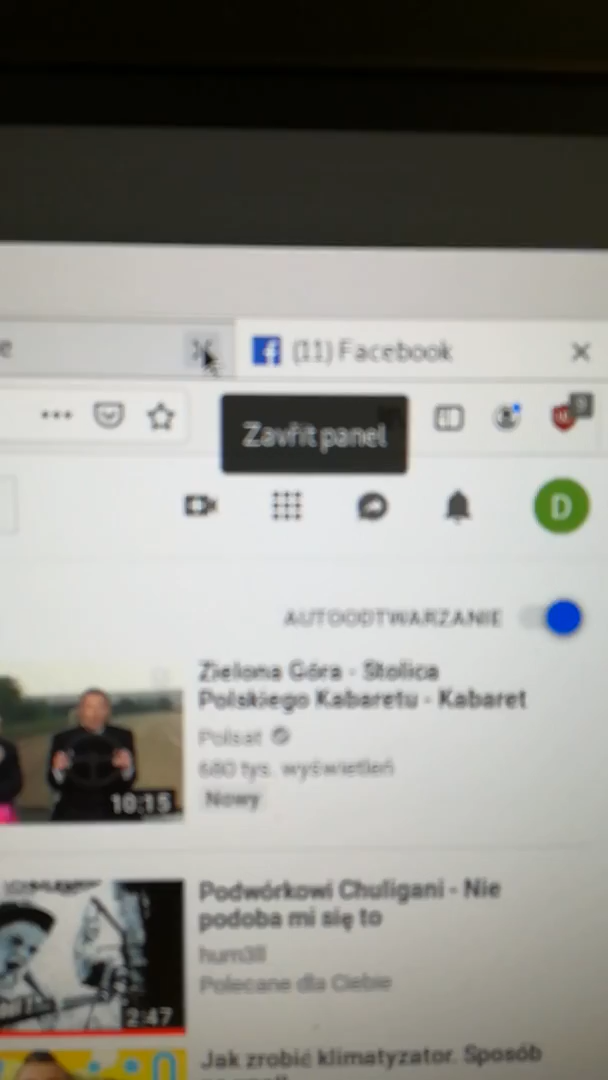 e
(11) Facebook
Zavřít panel
D
AUTOODTWARZANIE
Zielona Góra - Stolica
Polskiego Kabaretu - Kabaret
Polsat
680 tys. wyświetleń
10:15
Nowy
Podwórkowi Chuligani - Nie
podoba mi się to
hum3ll
Polecane dla Ciebie
2:47
Jak zrobić klimatyzator. Sposób